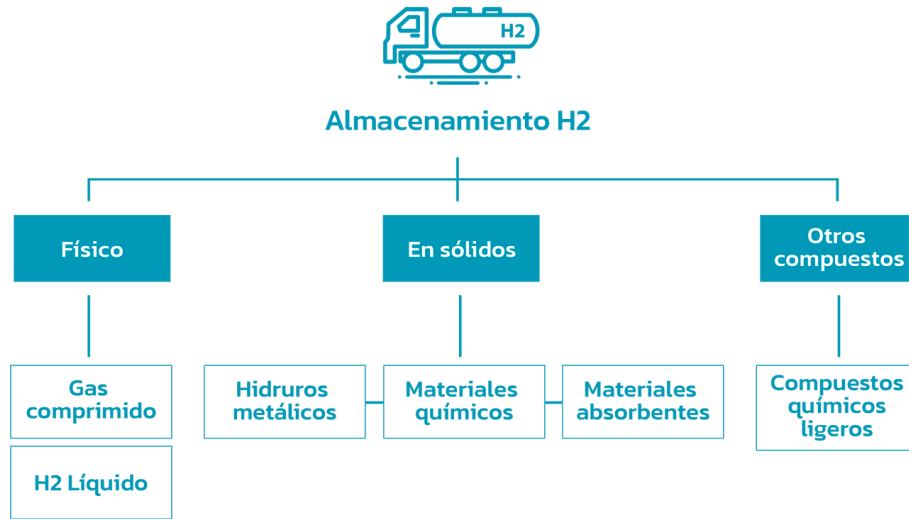 H2
Almacenamiento H2
Físico
En sólidos
Otros
compuestos
Gas
comprimido
Hidruros
metálicos
Materiales
químicos
Materiales
absorbentes
Compuestos
químicos
ligeros
H2 Líquido